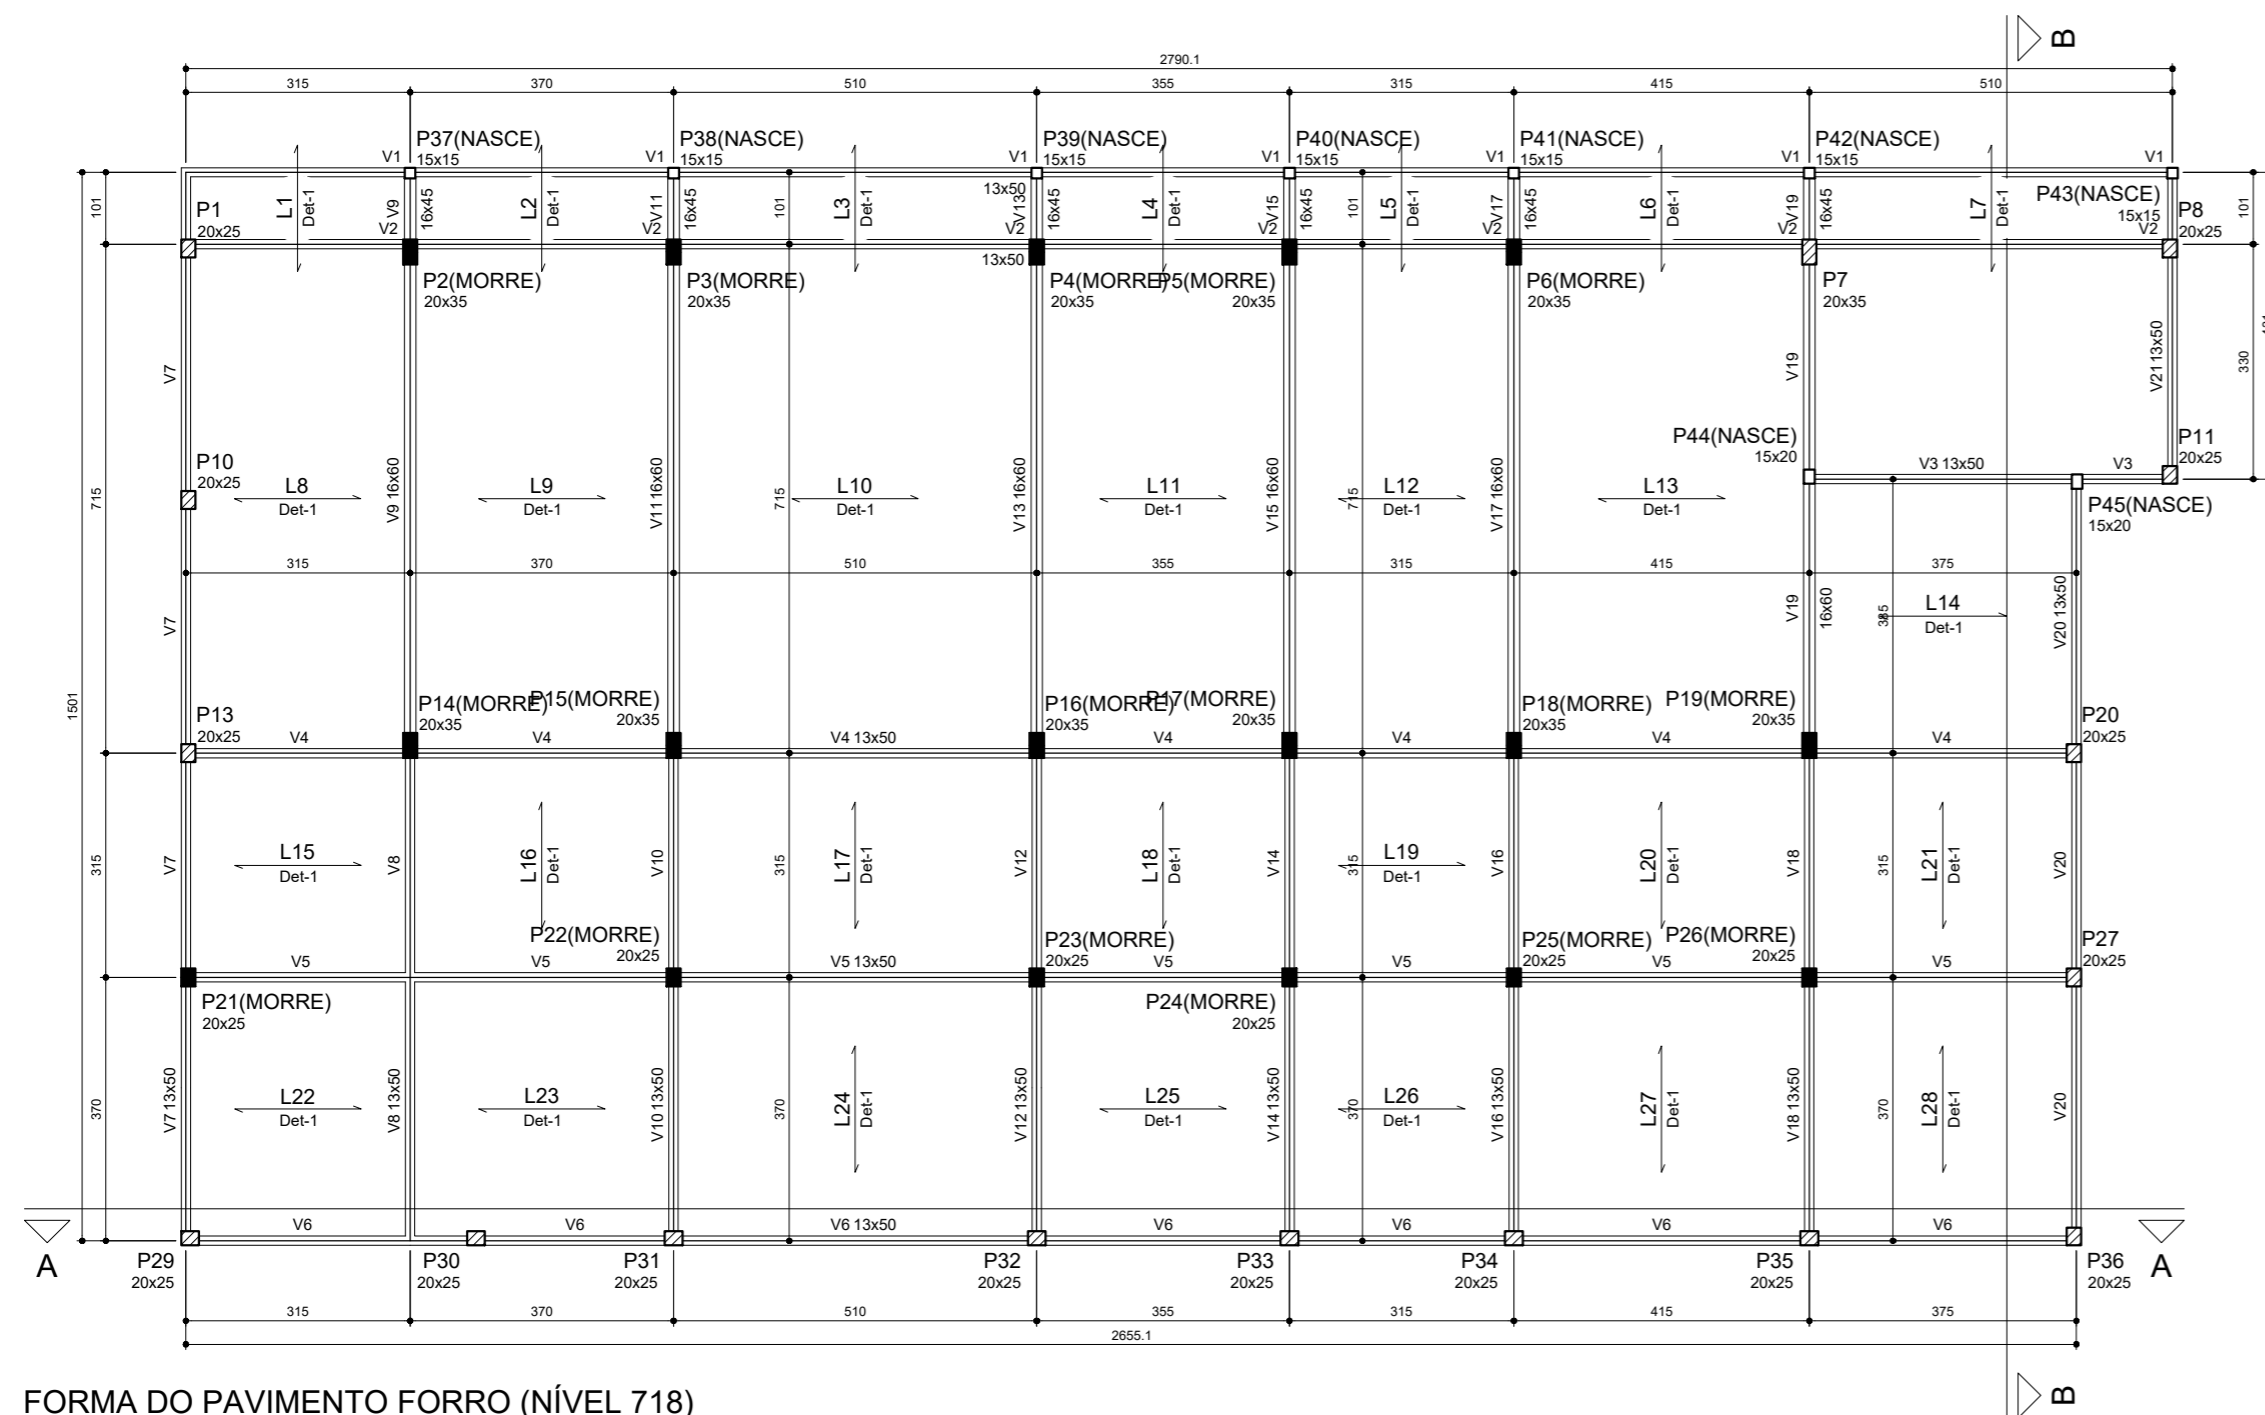 B
2790.1
315 370 510 355 315 415 510
P37(NASCE) P38(NASCE) P39(NASCE) P40(NASCE) P41(NASCE) P42(NASCE)
V1 15x15 V1 15x15 V1 15x15 V1 15x15 V1 15x15 V1 15x15 V1
P43(NASCE)
15x15
13x50
101 L1 Det-1 V9 16x45 L2 Det-1 V11 16x45 101 L3 Det-1 V13 16x45 L4 Det-1 V15 16x45 101 L5 Det-1 V17 16x45 L6 Det-1 V19 16x45 L7 Det-1 101
P1
20x25
P8
20x25
V2 V2 V2 V2 V2 V2 V2
13x50
P2(MORRE) P3(MORRE) P4(MORRE) P5(MORRE) P6(MORRE) P7
20x35 20x35 20x35 20x35 20x35 20x35
V7 V19 V21 13x50 330
P44(NASCE)
15x20
P11
20x25
V3 13x50 V3
P45(NASCE)
15x20
P10
20x25
715 L8 V9 16x60 L9 V11 16x60 715 L10 V13 16x60 L11 V15 16x60 715 L12 V17 16x60 L13
Det-1 Det-1 Det-1 Det-1 Det-1 Det-1
315 370 510 355 315 415 375
V7 V19 16x60 385 L14 V20 13x50
Det-1
1501
P13
20x25
P14(MORRE) P15(MORRE) P16(MORRE) P17(MORRE) P18(MORRE) P19(MORRE) P20
20x35 20x35 20x35 20x35 20x35 20x35 20x25
V4 V4 V4 13x50 V4 V4 V4 V4
315 V7 L15 V8 L16 Det-1 V10 315 L17 Det-1 V12 L18 Det-1 V14 315 L19 V16 L20 Det-1 V18 315 L21 Det-1 V20
Det-1 Det-1
P22(MORRE) P23(MORRE) P25(MORRE) P26(MORRE) P27
20x25 20x25 20x25 20x25 20x25
V5 V5 V5 13x50 V5 V5 V5 V5
P21(MORRE) P24(MORRE)
20x25 20x25
370 V7 13x50 L22 V8 13x50 L23 V10 13x50 370 L24 Det-1 V12 13x50 L25 V14 13x50 370 L26 V16 13x50 L27 Det-1 V18 13x50 370 L28 Det-1 V20
Det-1 Det-1 Det-1 Det-1
V6 V6 V6 13x50 V6 V6 V6 V6
A P29 P30 P31 P32 P33 P34 P35 P36 A
20x25 20x25 20x25 20x25 20x25 20x25 20x25 20x25
315 370 510 355 315 415 375
2655.1
B
FORMA DO PAVIMENTO FORRO (NÍVEL 718)